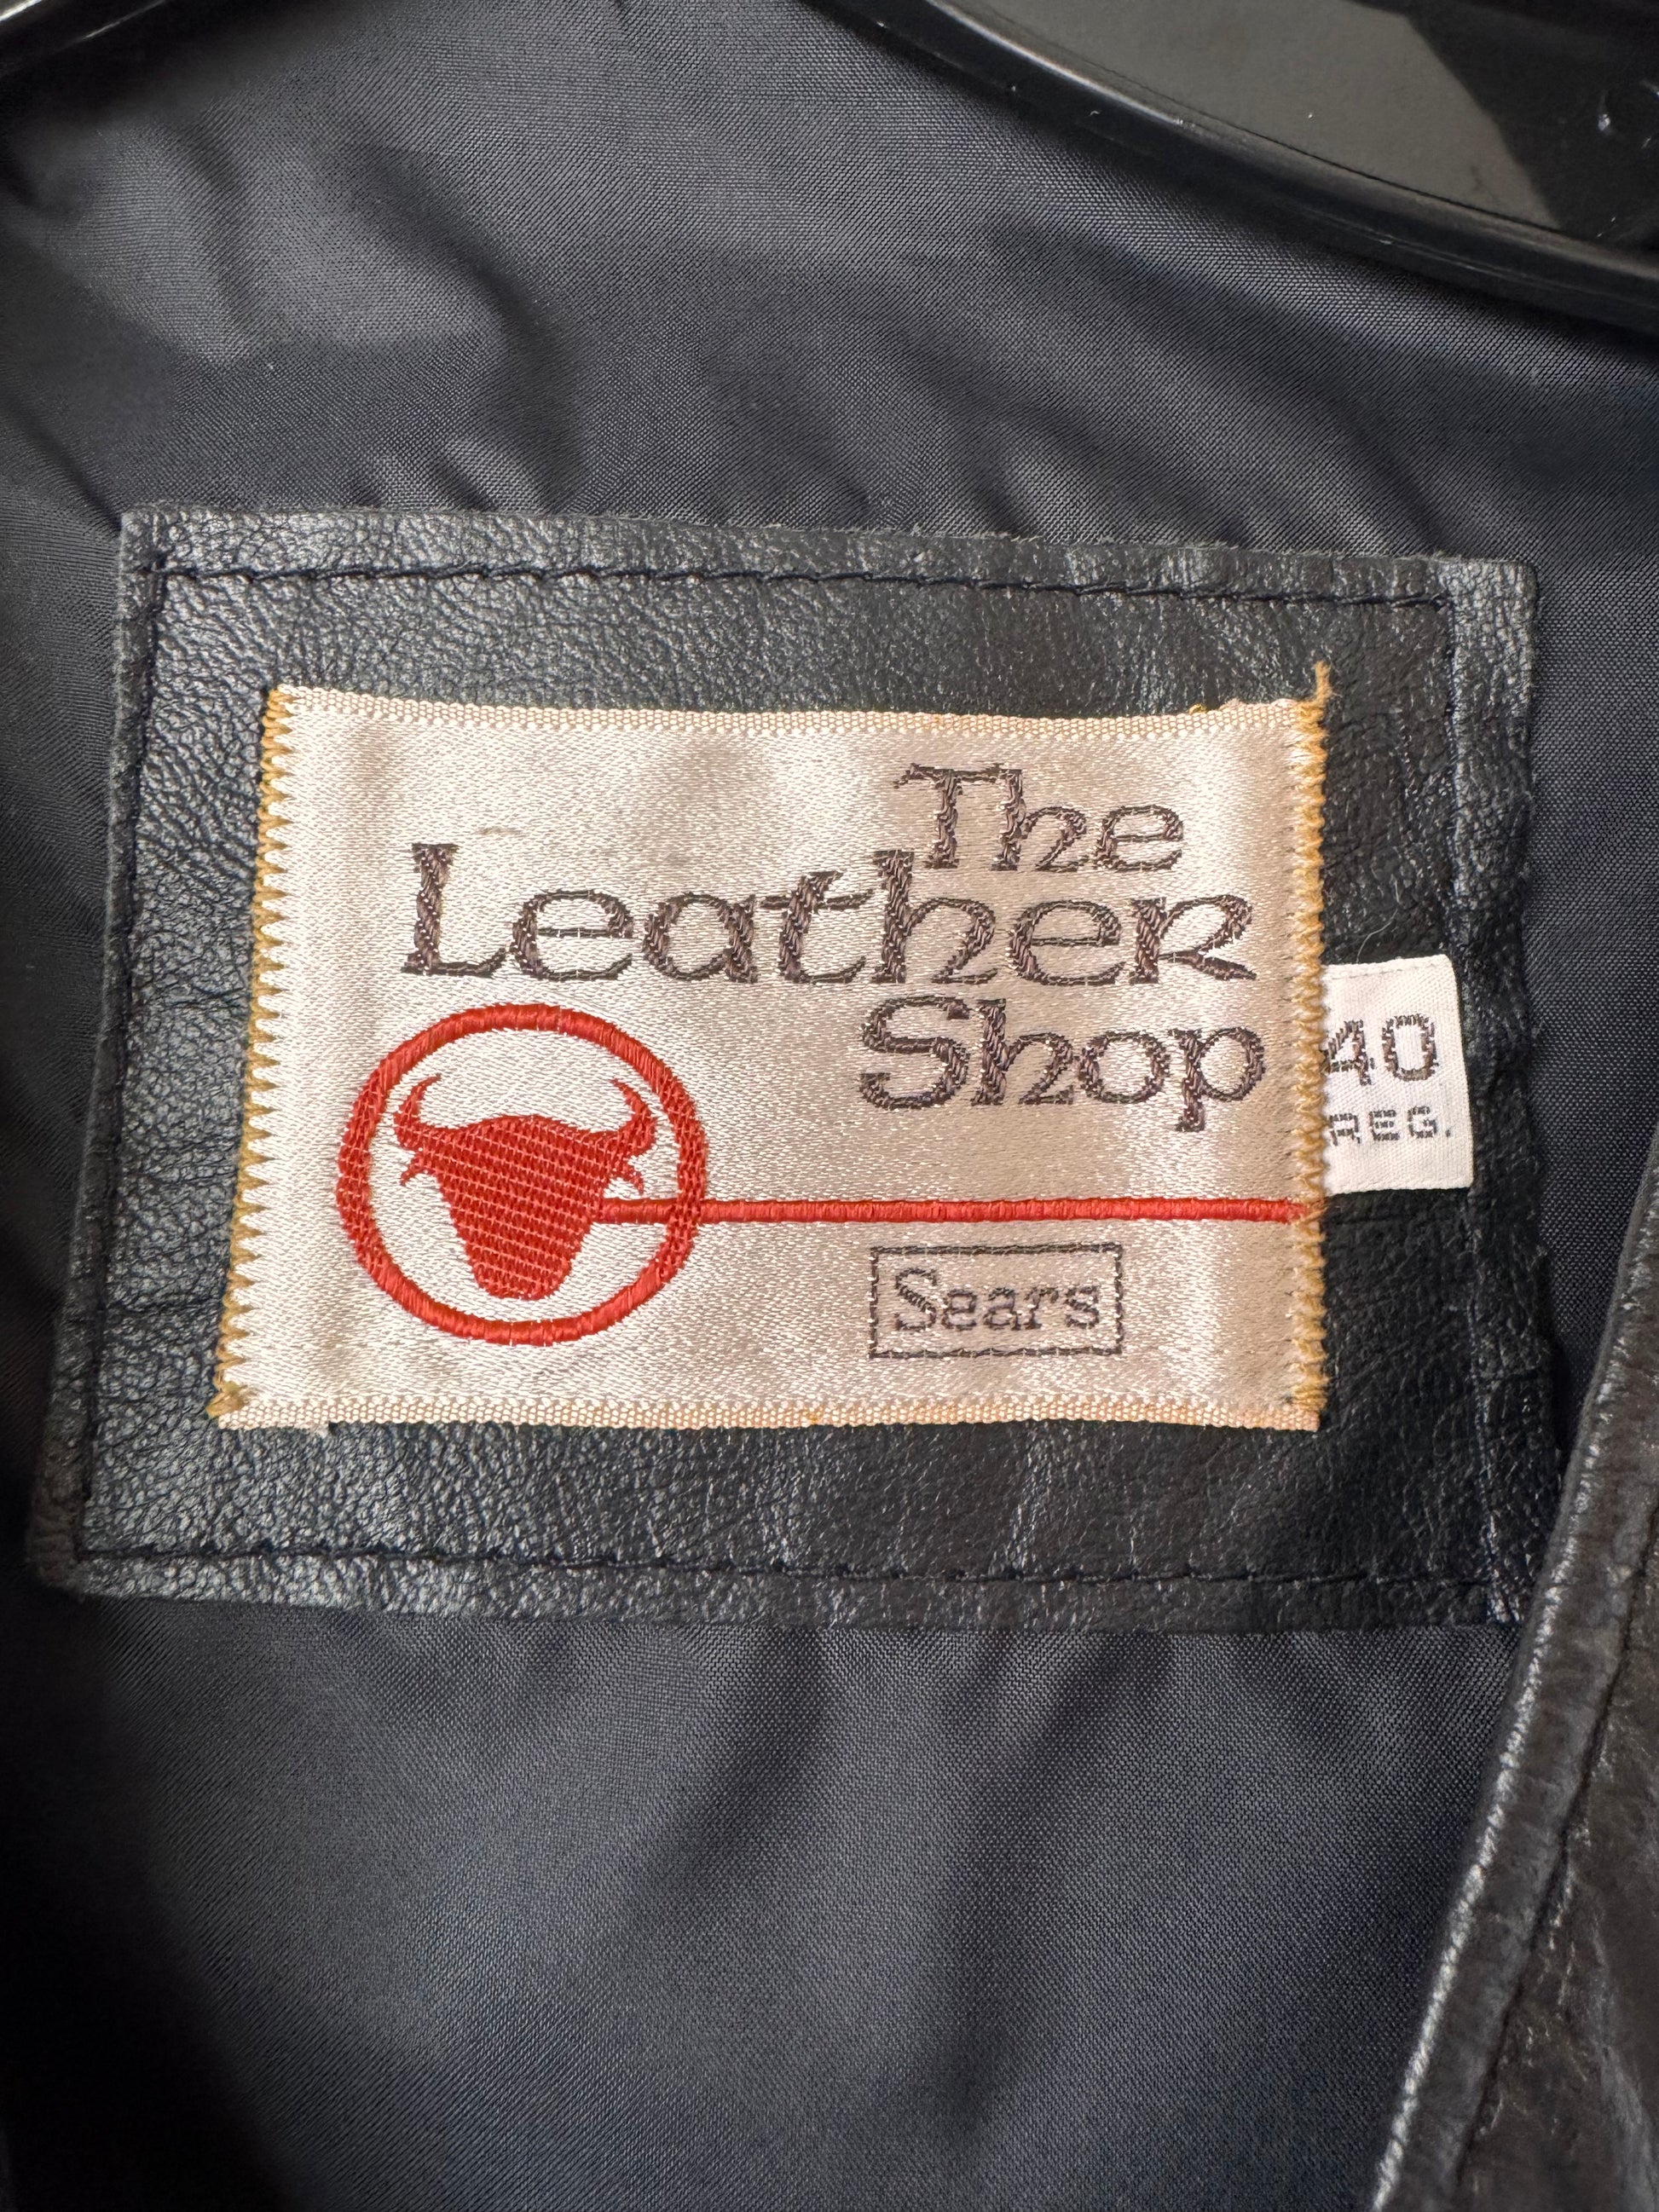 The
Leather
Shop
40
REG.
Sears